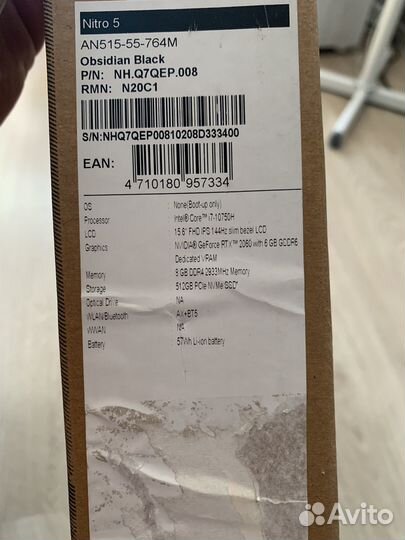 Nitro 5
AN515-55-764M
Obsidian Black
P/N: NH.Q7QEP.008
RMN: N20C1
S/N:NHQ7QEP00810208D333400
EAN:
4 710180 957334
OS : None(Boot-up only)
Processor : Intel® Core™ i7-10750H
LCD : 15.6" FHD IPS 144Hz slim bezel LCD
Graphics : NVIDIA® GeForce RTX™ 2060 with 6 GB GDDR6
Dedicated VRAM
Memory : 8 GB DDR4 2933MHz Memory
Storage : 512GB PCIe NVMe SSD*
Optical Drive : NA
WLAN/Bluetooth : AX+BT5
WWAN : NA
Battery : 57Wh Li-ion battery
Avito